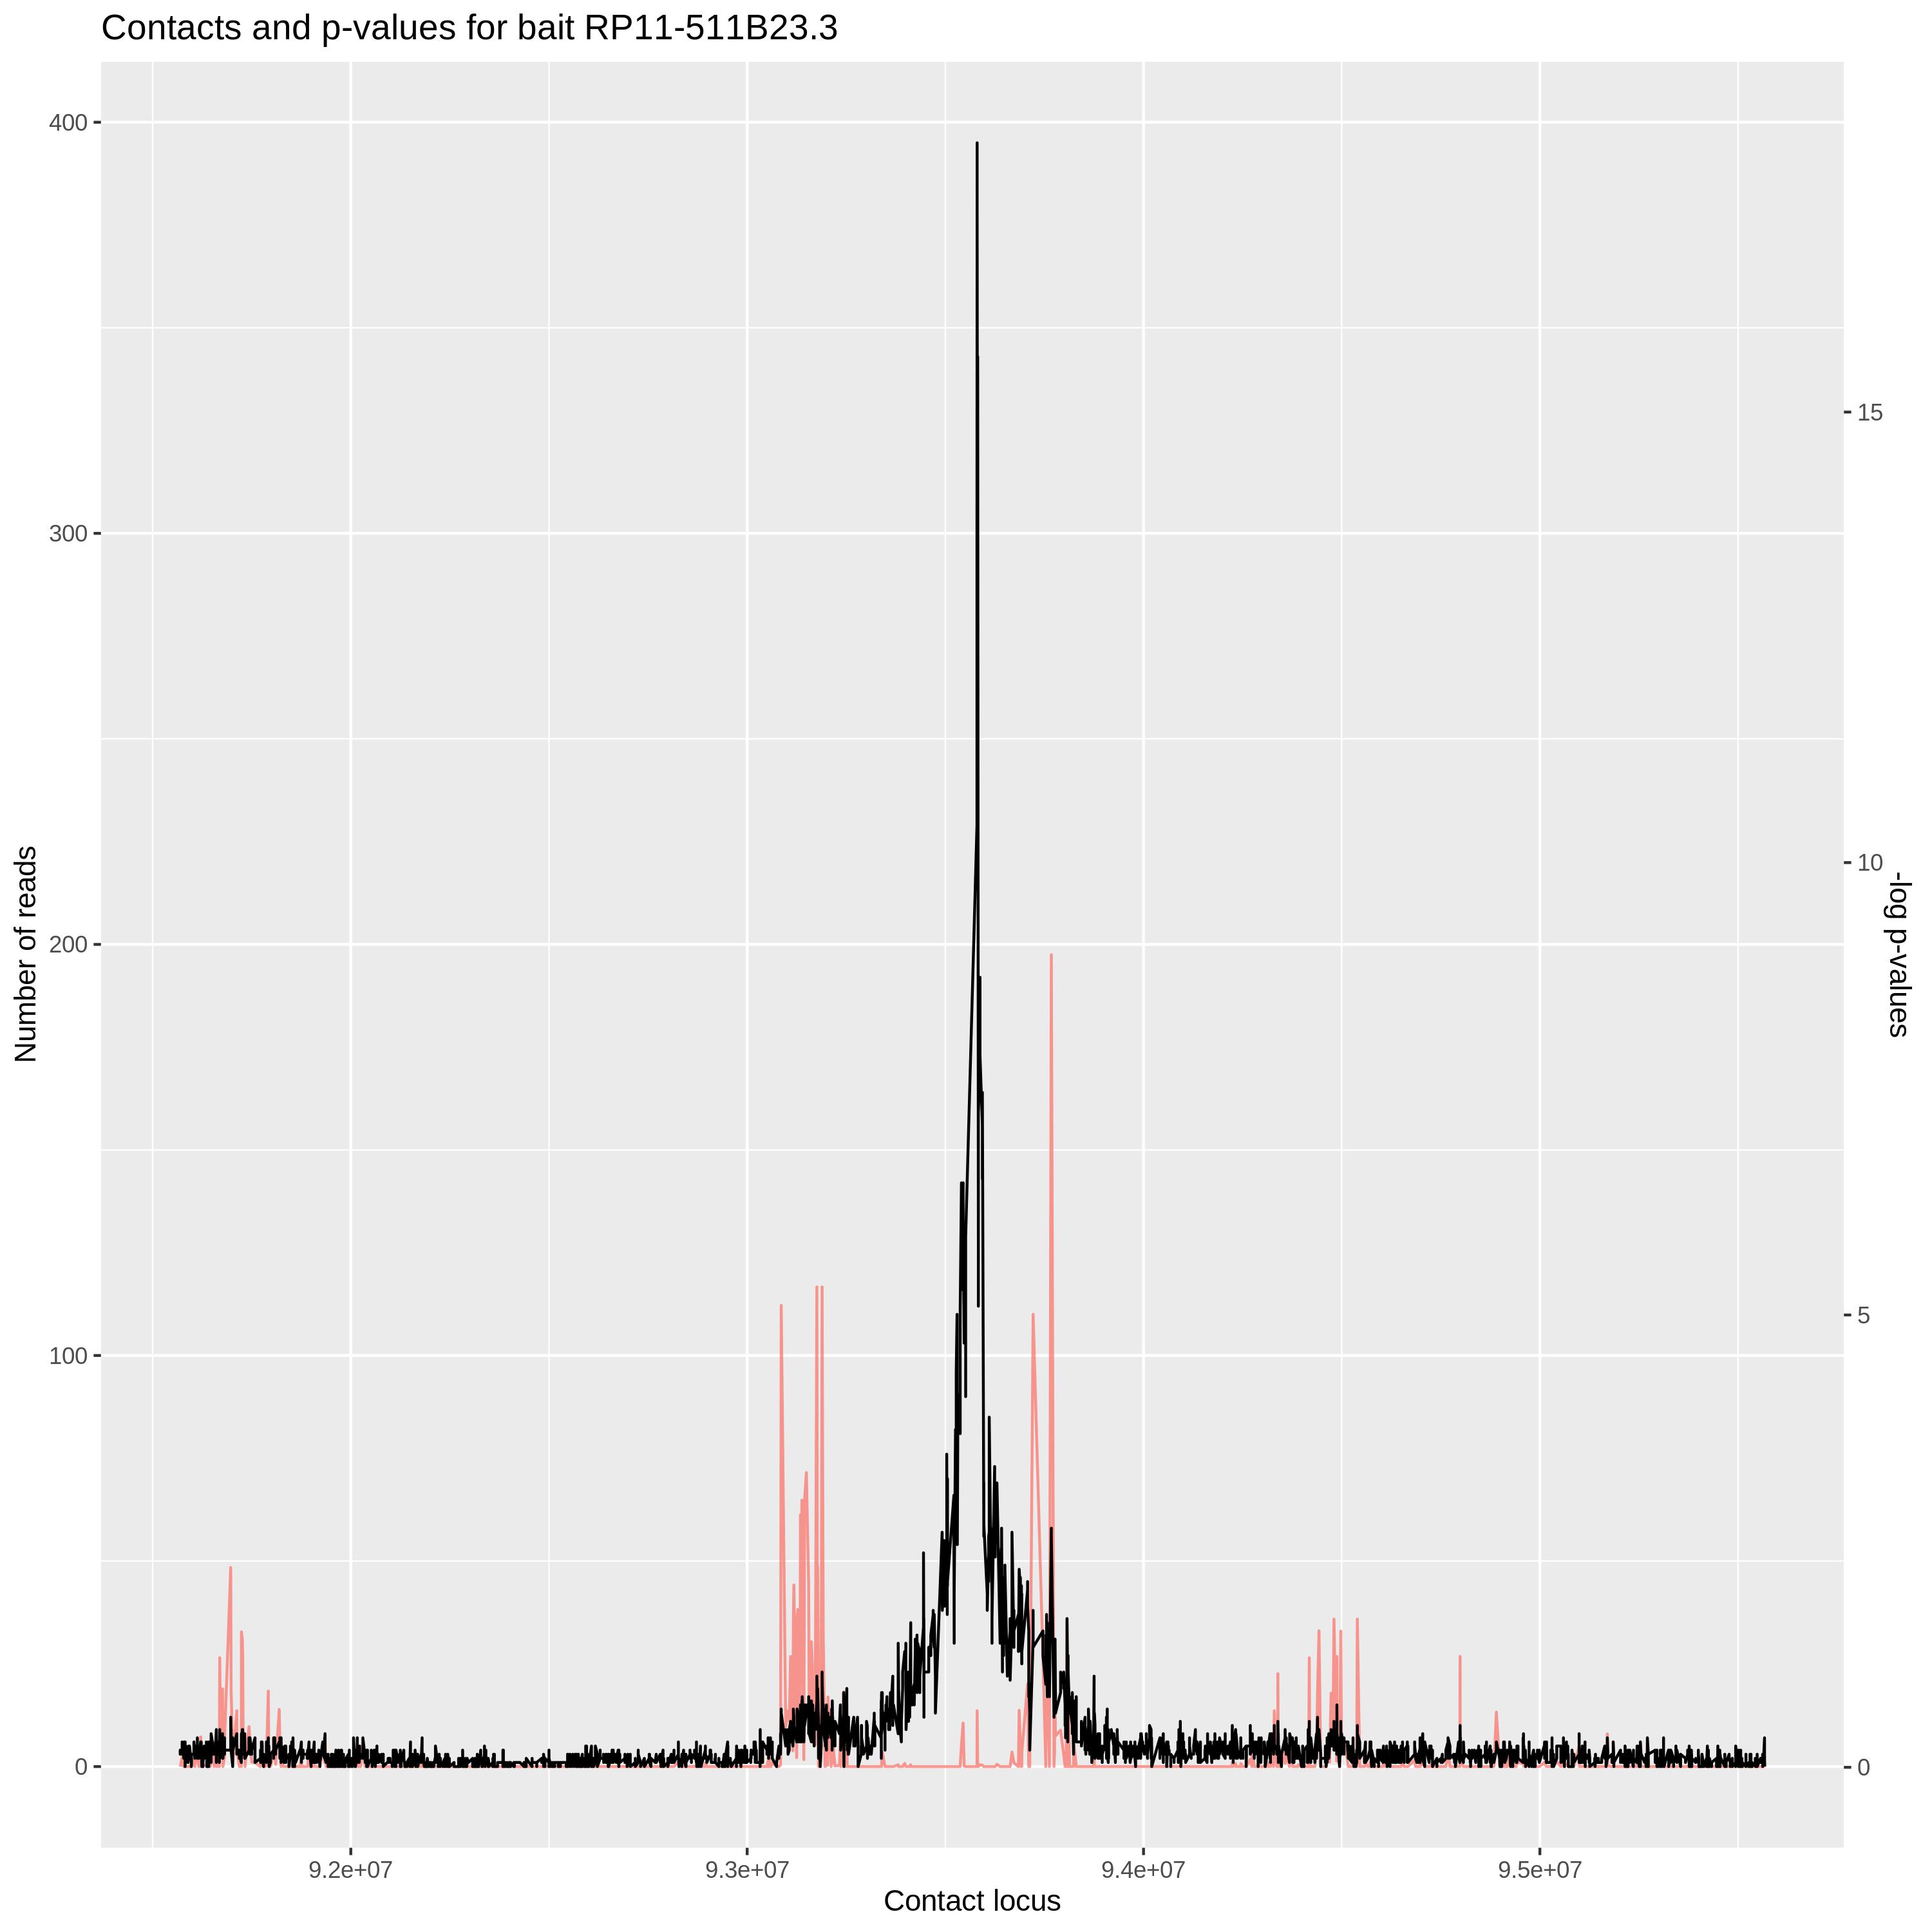 Contacts and p-values for bait RP11-511B23.3
400
300
200
100
0
Number of reads
15
10
5
0
-log p-values
9.2e+07
9.3e+07
9.4e+07
9.5e+07
Contact locus